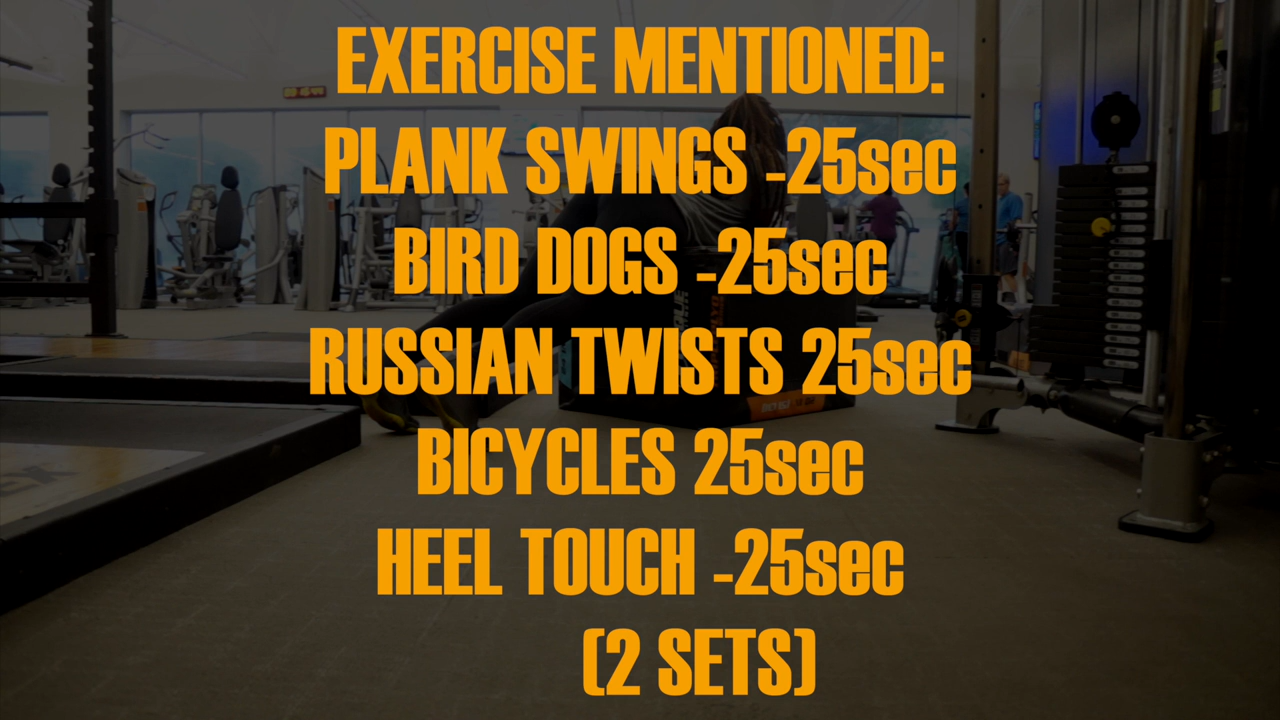 EXERCISE MENTIONED:
PLANK SWINGS -25sec
BIRD DOGS -25sec
RUSSIAN TWISTS 25sec
BICYCLES 25sec
HEEL TOUCH -25sec
(2 SETS)